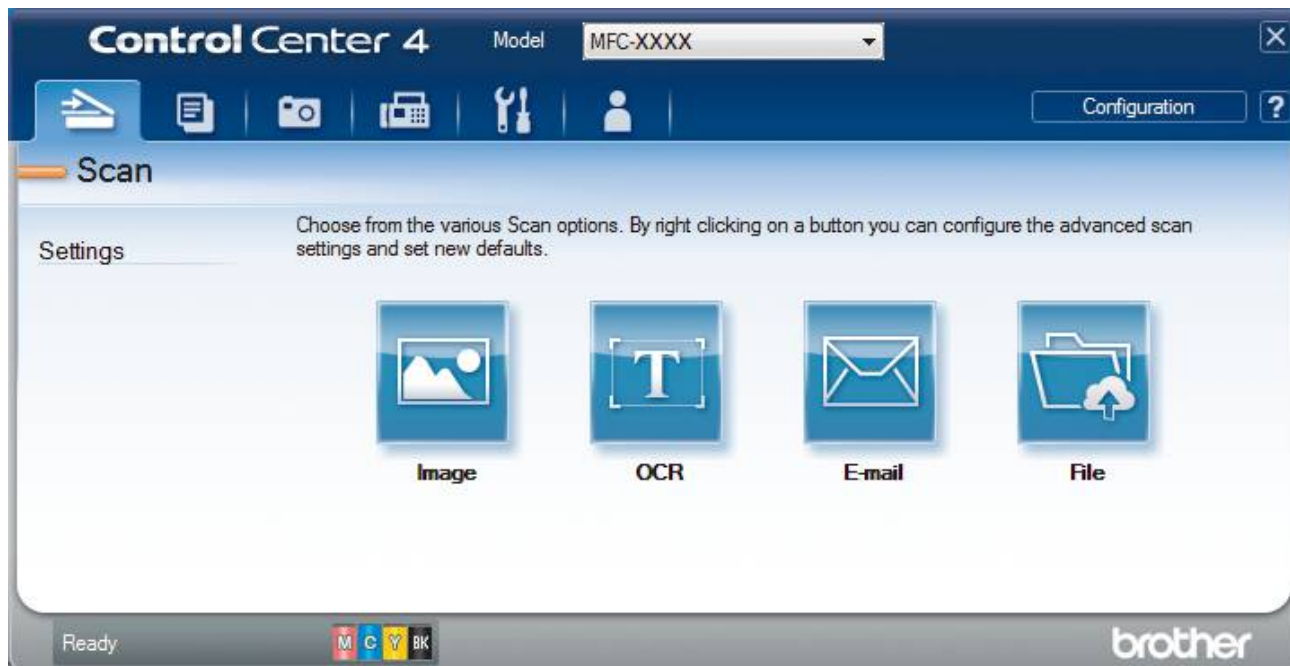 Control Center 4
Model
MFC-XXXX
Configuration
?
Scan
Settings
Choose from the various Scan options. By right clicking on a button you can configure the advanced scan
settings and set new defaults.
T
Image
OCR
E-mail
File
Ready
M C Y BK
brother